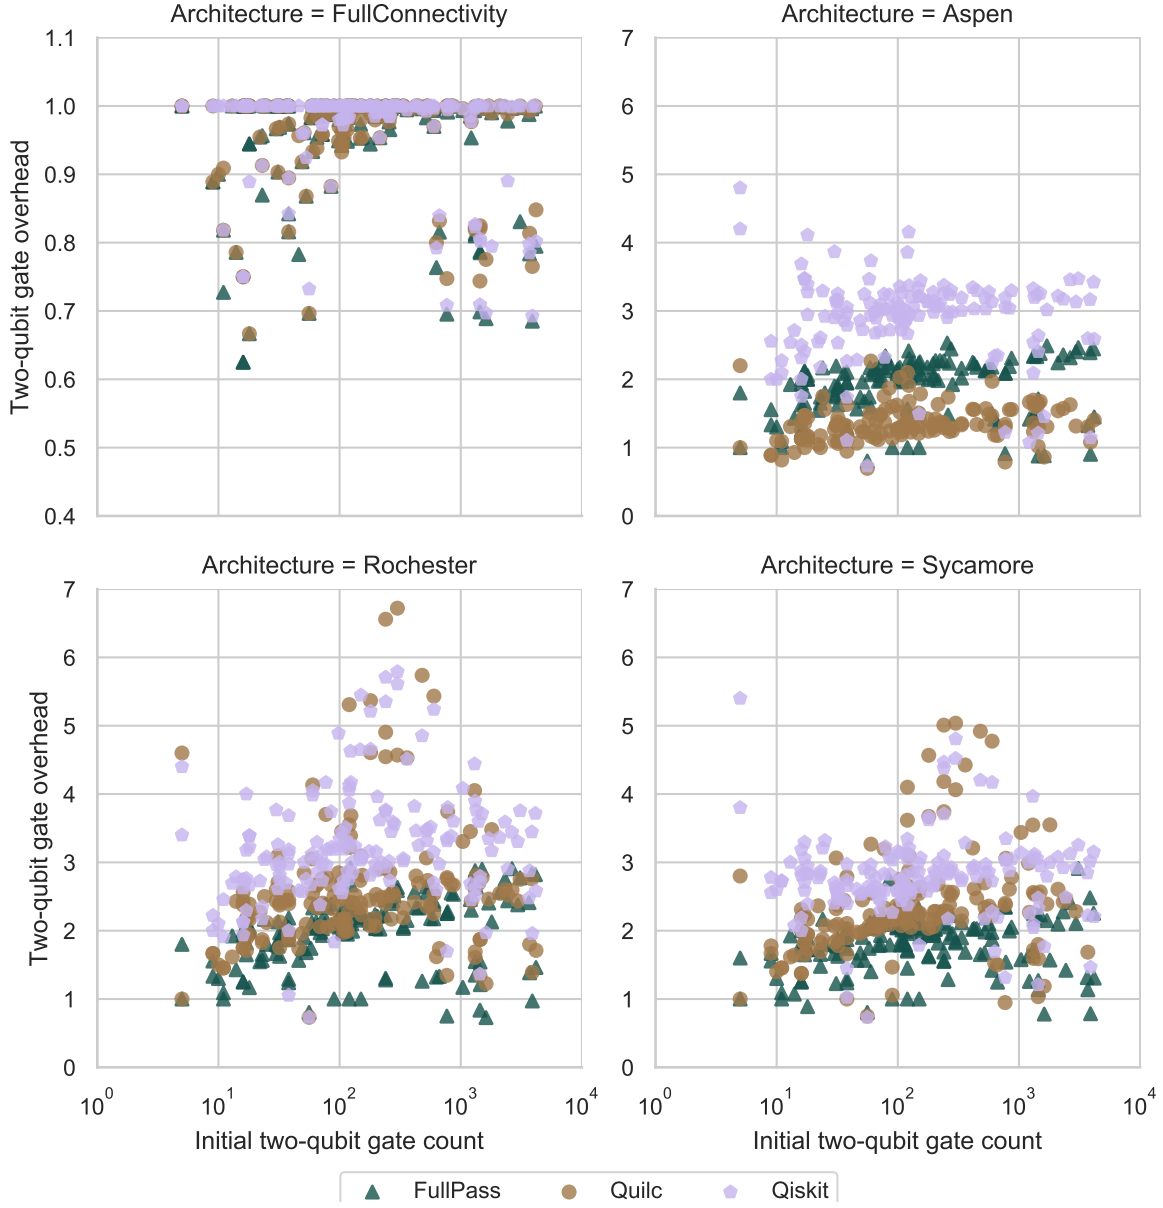 Architecture = FullConnectivity
1.1
1.0
0.9
0.8
0.7
0.6
0.5
0.4
Two-qubit gate overhead
Architecture = Aspen
7
6
5
4
3
2
1
0
Architecture = Rochester
7
6
5
4
3
2
1
0
Two-qubit gate overhead
10^0 10^1 10^2 10^3 10^4
Initial two-qubit gate count
Architecture = Sycamore
7
6
5
4
3
2
1
0
10^0 10^1 10^2 10^3 10^4
Initial two-qubit gate count
FullPass Quilc Qiskit